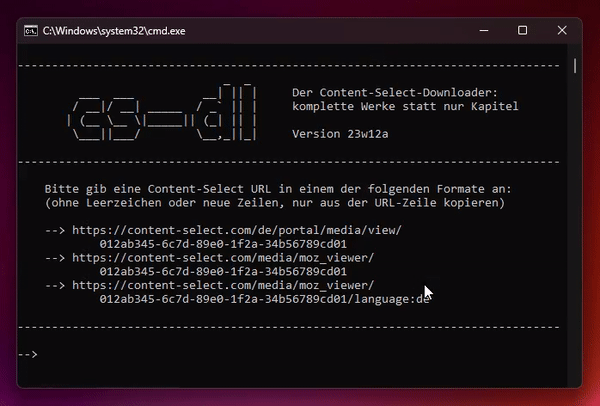 C:\Windows\system32\cmd.exe
cs-dl
Der Content-Select-Downloader:
komplette Werke statt nur Kapitel
Version 23w12a
Bitte gib eine Content-Select URL in einem der folgenden Formate an:
(ohne Leerzeichen oder neue Zeilen, nur aus der URL-Zeile kopieren)
--> https://content-select.com/de/portal/media/view/
012ab345-6c7d-89e0-1f2a-34b56789cd01
--> https://content-select.com/media/moz_viewer/
012ab345-6c7d-89e0-1f2a-34b56789cd01
--> https://content-select.com/media/moz_viewer/
012ab345-6c7d-89e0-1f2a-34b56789cd01/language:de
-->